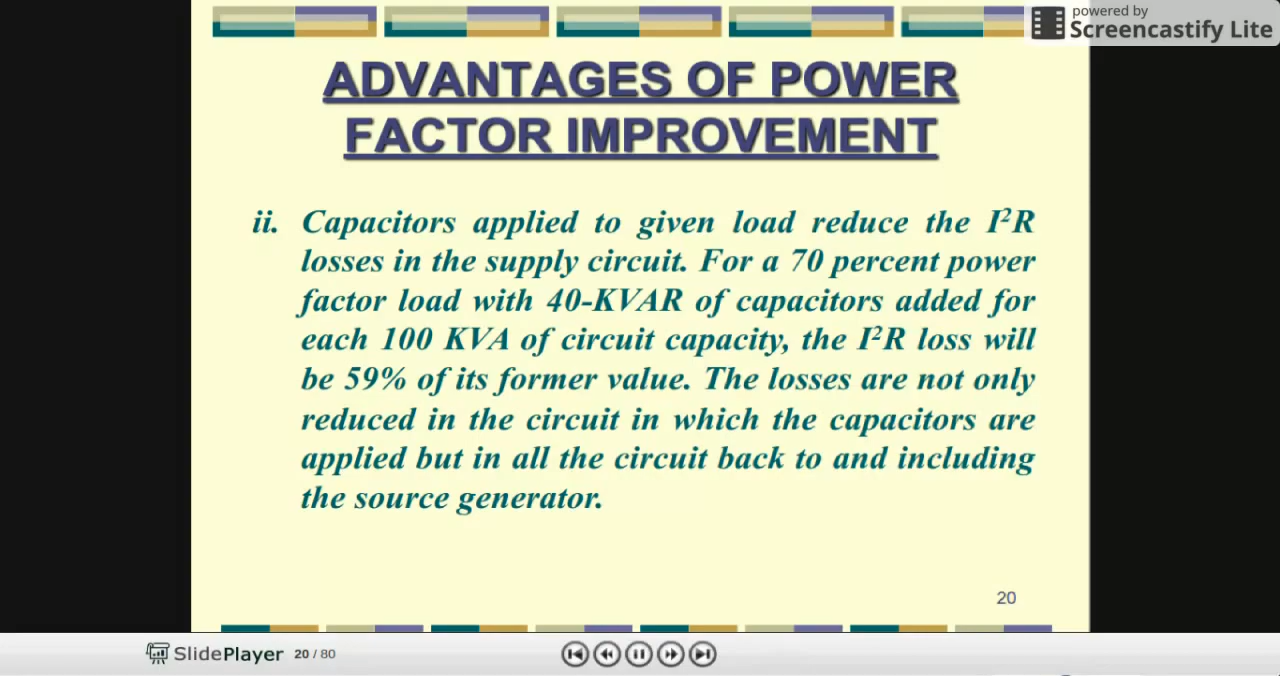 powered by
Screencastify Lite
ADVANTAGES OF POWER
FACTOR IMPROVEMENT
ii. Capacitors applied to given load reduce the I²R
losses in the supply circuit. For a 70 percent power
factor load with 40-KVAR of capacitors added for
each 100 KVA of circuit capacity, the I²R loss will
be 59% of its former value. The losses are not only
reduced in the circuit in which the capacitors are
applied but in all the circuit back to and including
the source generator.
20
SlidePlayer 20 / 80